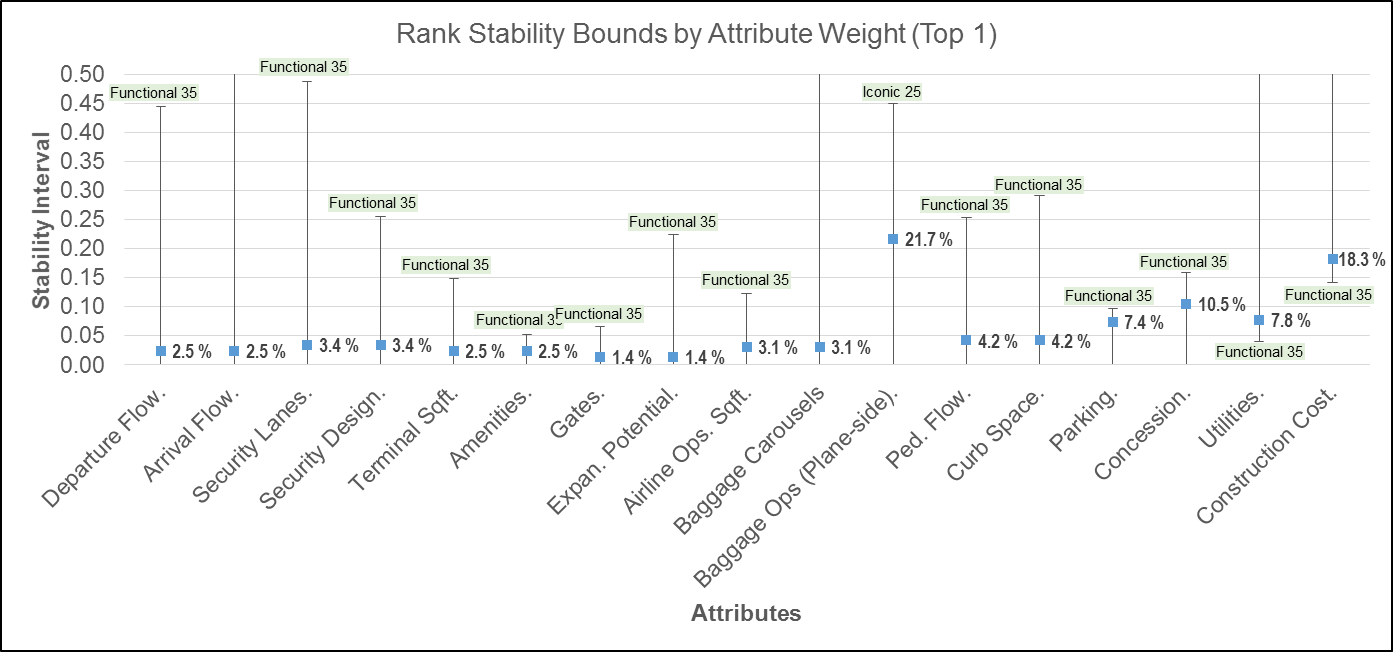 Rank Stability Bounds by Attribute Weight (Top 1)
Stability Interval
0.50
0.45
0.40
0.35
0.30
0.25
0.20
0.15
0.10
0.05
0.00
Functional 35
Functional 35
Functional 35
Functional 35
Functional 35
Functional 35
Functional 35
Functional 35
Iconic 25
Functional 35
Functional 35
Functional 35
Functional 35
Functional 35
Functional 35
2.5 %
2.5 %
3.4 %
3.4 %
2.5 %
2.5 %
1.4 %
1.4 %
3.1 %
3.1 %
21.7 %
4.2 %
4.2 %
7.4 %
10.5 %
7.8 %
18.3 %
Departure Flow.
Arrival Flow.
Security Lanes.
Security Design.
Terminal Sqft.
Amenities.
Gates.
Expan. Potential.
Airline Ops. Sqft.
Baggage Carousels
Baggage Ops (Plane-side).
Ped. Flow.
Curb Space.
Parking.
Concession.
Utilities.
Construction Cost.
Attributes